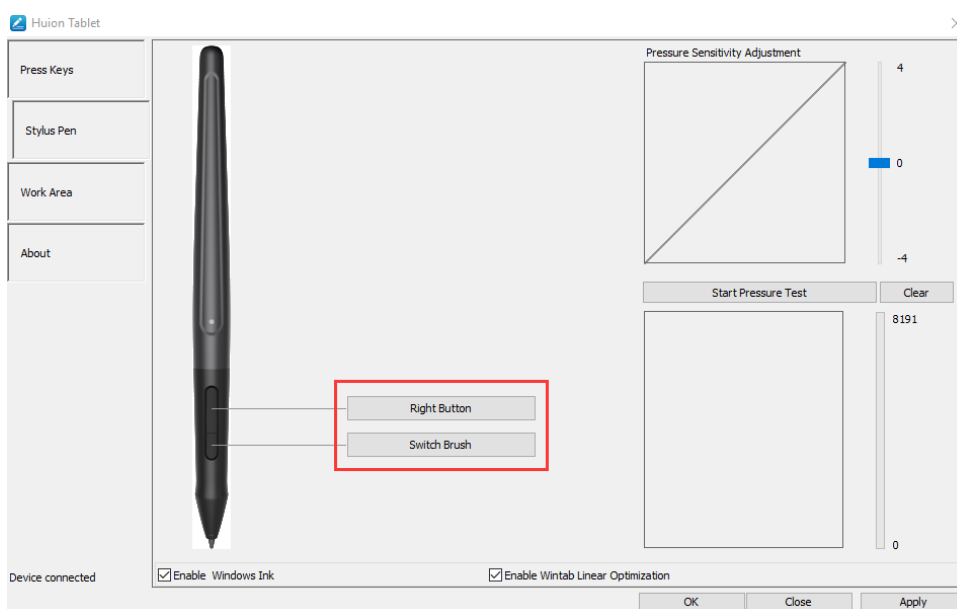 Huion Tablet
Press Keys
Stylus Pen
Work Area
About
Device connected
Right Button
Switch Brush
Pressure Sensitivity Adjustment
4
0
-4
Start Pressure Test
Clear
8191
0
Enable  Windows Ink
Enable Wintab Linear Optimization
OK
Close
Apply